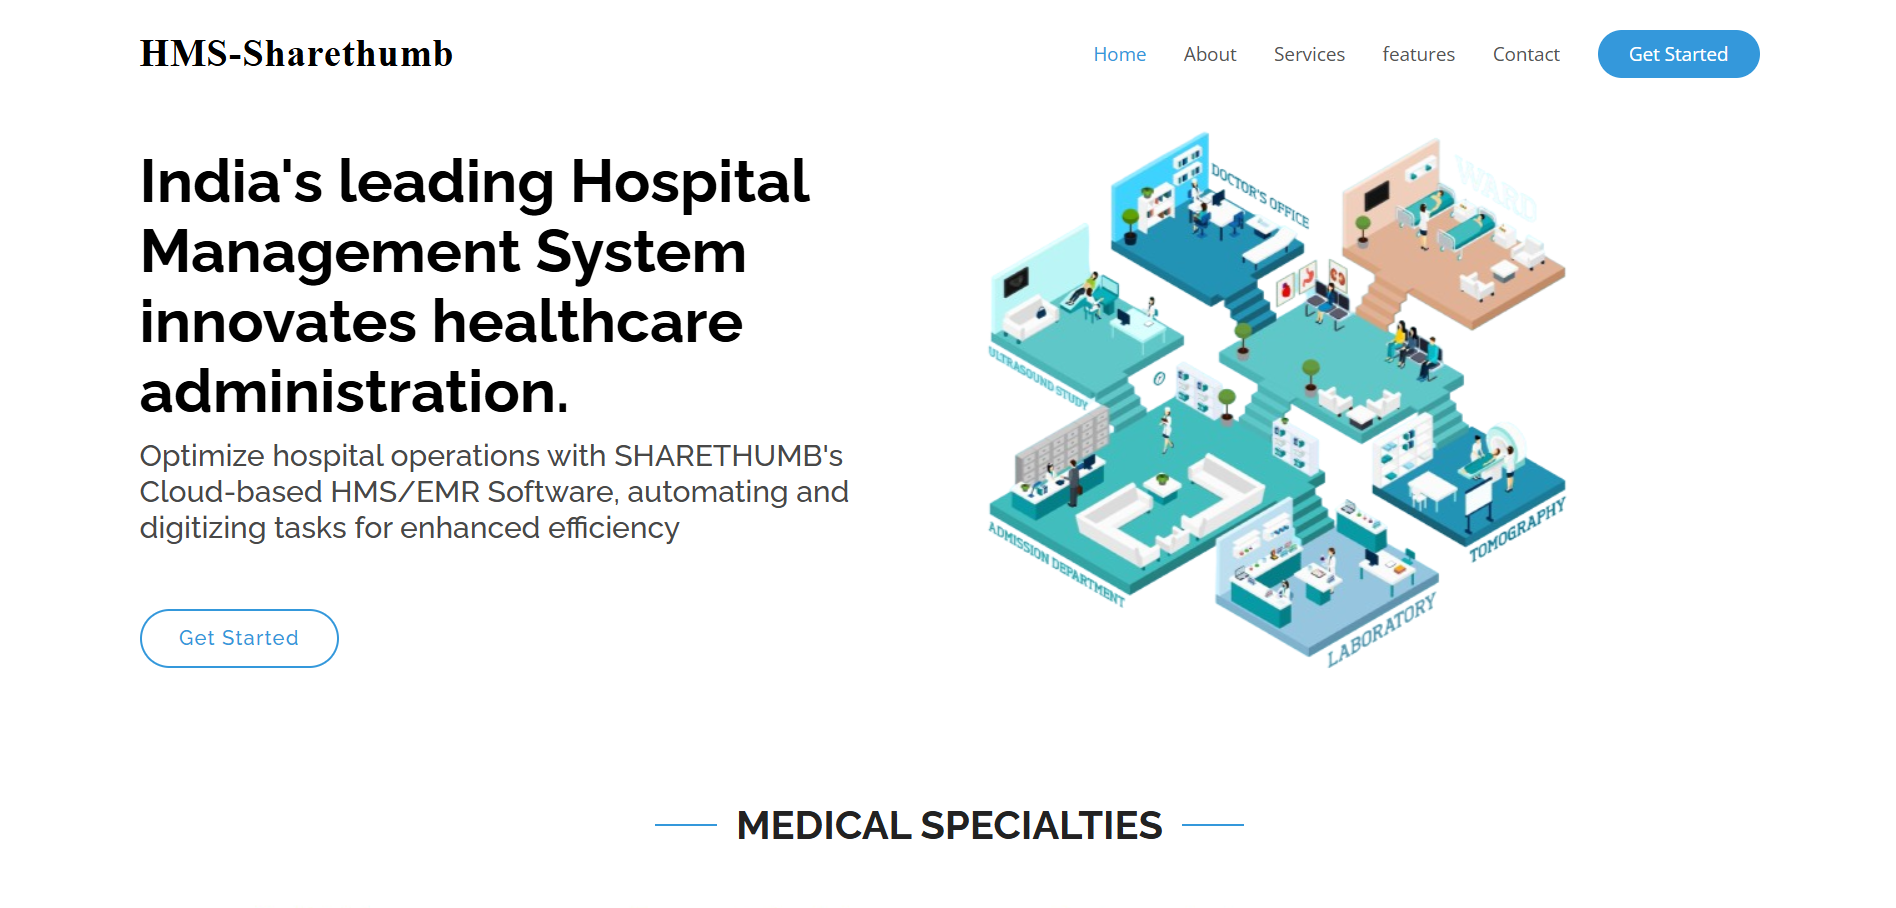 HMS-Sharethumb
Home About Services features Contact Get Started
India's leading Hospital
Management System
innovates healthcare
administration.
Optimize hospital operations with SHARETHUMB's
Cloud-based HMS/EMR Software, automating and
digitizing tasks for enhanced efficiency
Get Started
DOCTOR'S OFFICE
WARD
ULTRASOUND STUDY
ADMISSION DEPARTMENT
TOMOGRAPHY
LABORATORY
MEDICAL SPECIALTIES